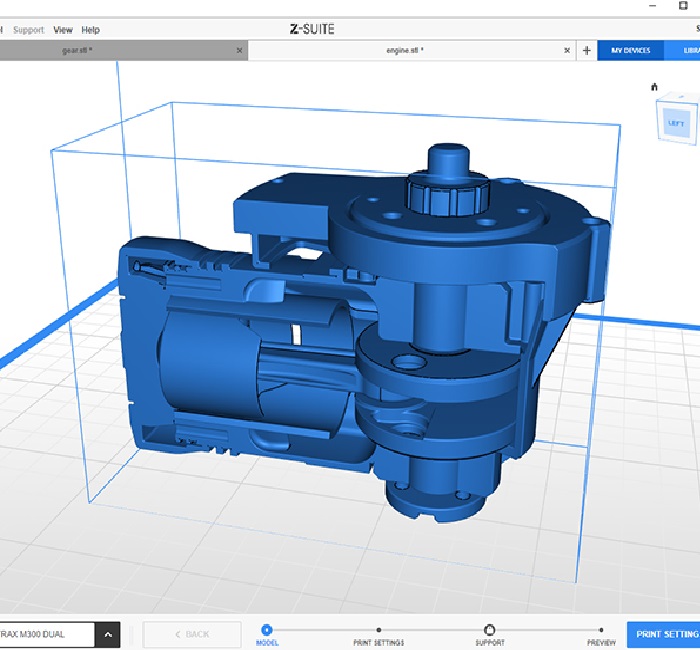 Support View Help
Z-SUITE
gear.stl *
engine.stl *
MY DEVICES
LEFT
RAX M300 DUAL
< BACK
MODEL
PRINT SETTINGS
SUPPORT
PREVIEW
PRINT SETTING